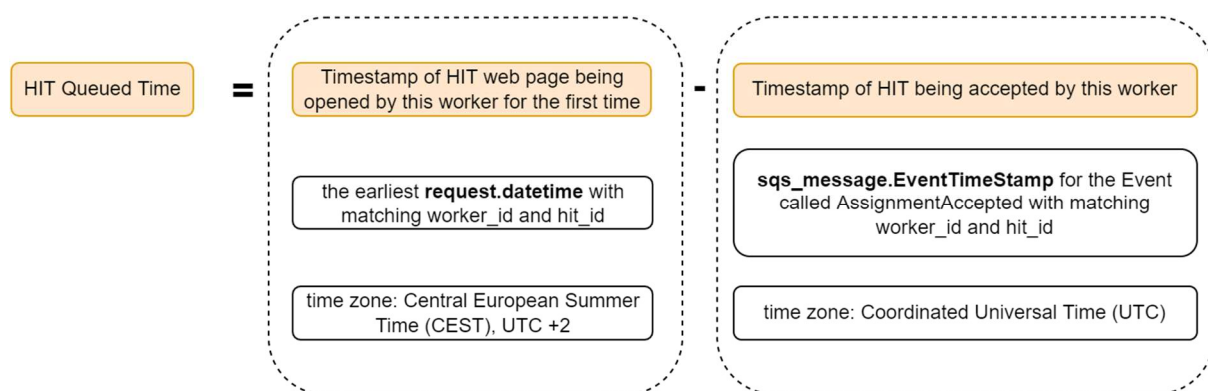 HIT Queued Time
=
Timestamp of HIT web page being
opened by this worker for the first time
-
Timestamp of HIT being accepted by this worker
the earliest request.datetime with
matching worker_id and hit_id
sqs_message.EventTimeStamp for the Event
called AssignmentAccepted with matching
worker_id and hit_id
time zone: Central European Summer
Time (CEST), UTC +2
time zone: Coordinated Universal Time (UTC)